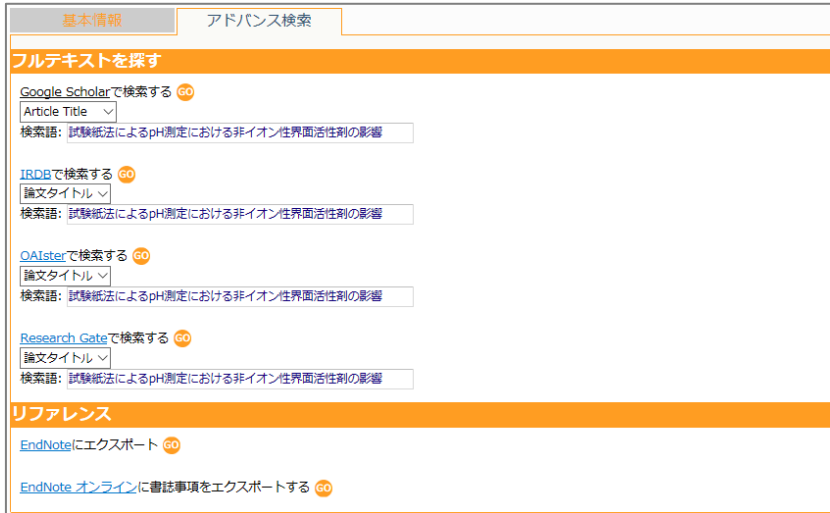 基本情報 アドバンス検索
フルテキストを探す
Google Scholarで検索する GO
Article Title
検索語: 試験紙法によるpH測定における非イオン性界面活性剤の影響
IRDBで検索する GO
論文タイトル
検索語: 試験紙法によるpH測定における非イオン性界面活性剤の影響
OAIsterで検索する GO
論文タイトル
検索語: 試験紙法によるpH測定における非イオン性界面活性剤の影響
Research Gateで検索する GO
論文タイトル
検索語: 試験紙法によるpH測定における非イオン性界面活性剤の影響
リファレンス
EndNoteにエクスポート GO
EndNote オンラインに書誌事項をエクスポートする GO